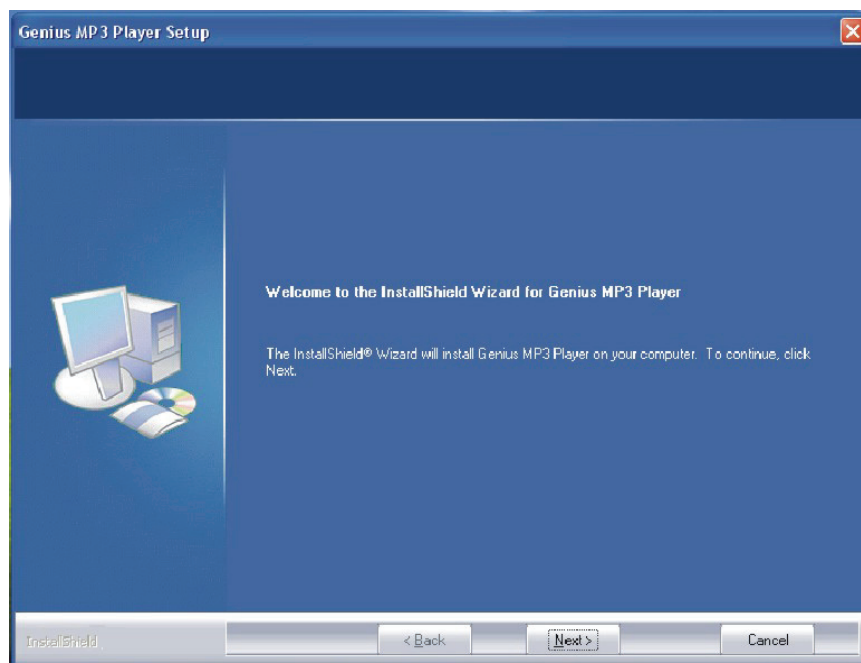 Genius MP3 Player Setup
Welcome to the InstallShield Wizard for Genius MP3 Player
The InstallShield® Wizard will install Genius MP3 Player on your computer. To continue, click
Next.
InstallShield
< Back Next > Cancel